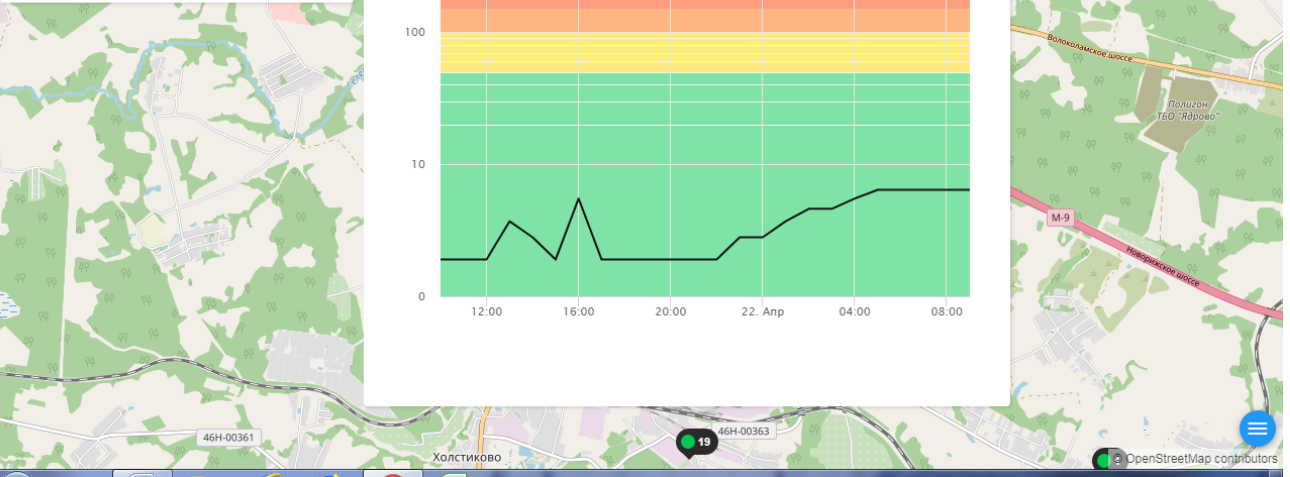 100
10
0
12:00
16:00
20:00
22. Апр
04:00
08:00
Волоколамское шоссе
Полигон
ТБО "Ядрово"
М-9
Новорижское шоссе
46Н-00361
46Н-00363
19
Холстиково
© OpenStreetMap contributors